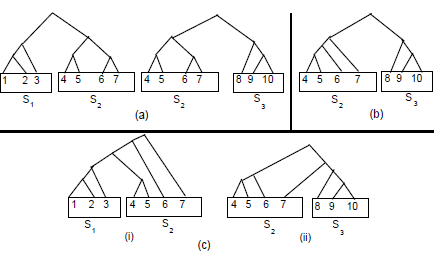 1 2 3 4 5 6 7 4 5 6 7 8 9 10
S1 S2 S2 S3
(a)
4 5 6 7 8 9 10
S2 S3
(b)
1 2 3 4 5 6 7
S1 S2
(i)
4 5 6 7 8 9 10
S2 S3
(ii)
(c)